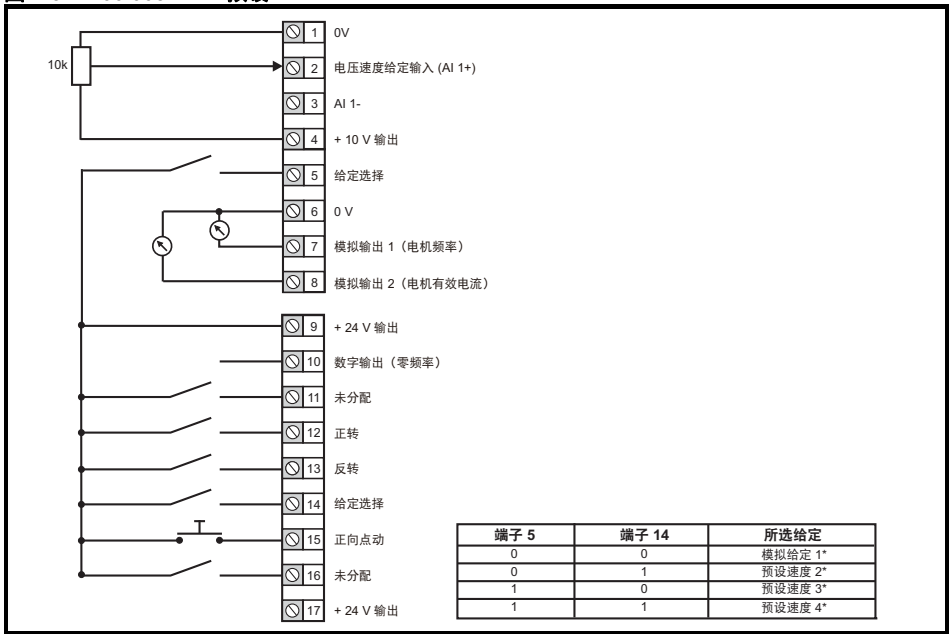 1 0V
10k
2 电压速度给定输入 (AI 1+)
3 AI 1-
4 + 10 V 输出
5 给定选择
6 0 V
7 模拟输出 1（电机频率）
8 模拟输出 2（电机有效电流）
9 + 24 V 输出
10 数字输出（零频率）
11 未分配
12 正转
13 反转
14 给定选择
15 正向点动
16 未分配
17 + 24 V 输出
端子 5 端子 14 所选给定
0 0 模拟给定 1*
0 1 预设速度 2*
1 0 预设速度 3*
1 1 预设速度 4*